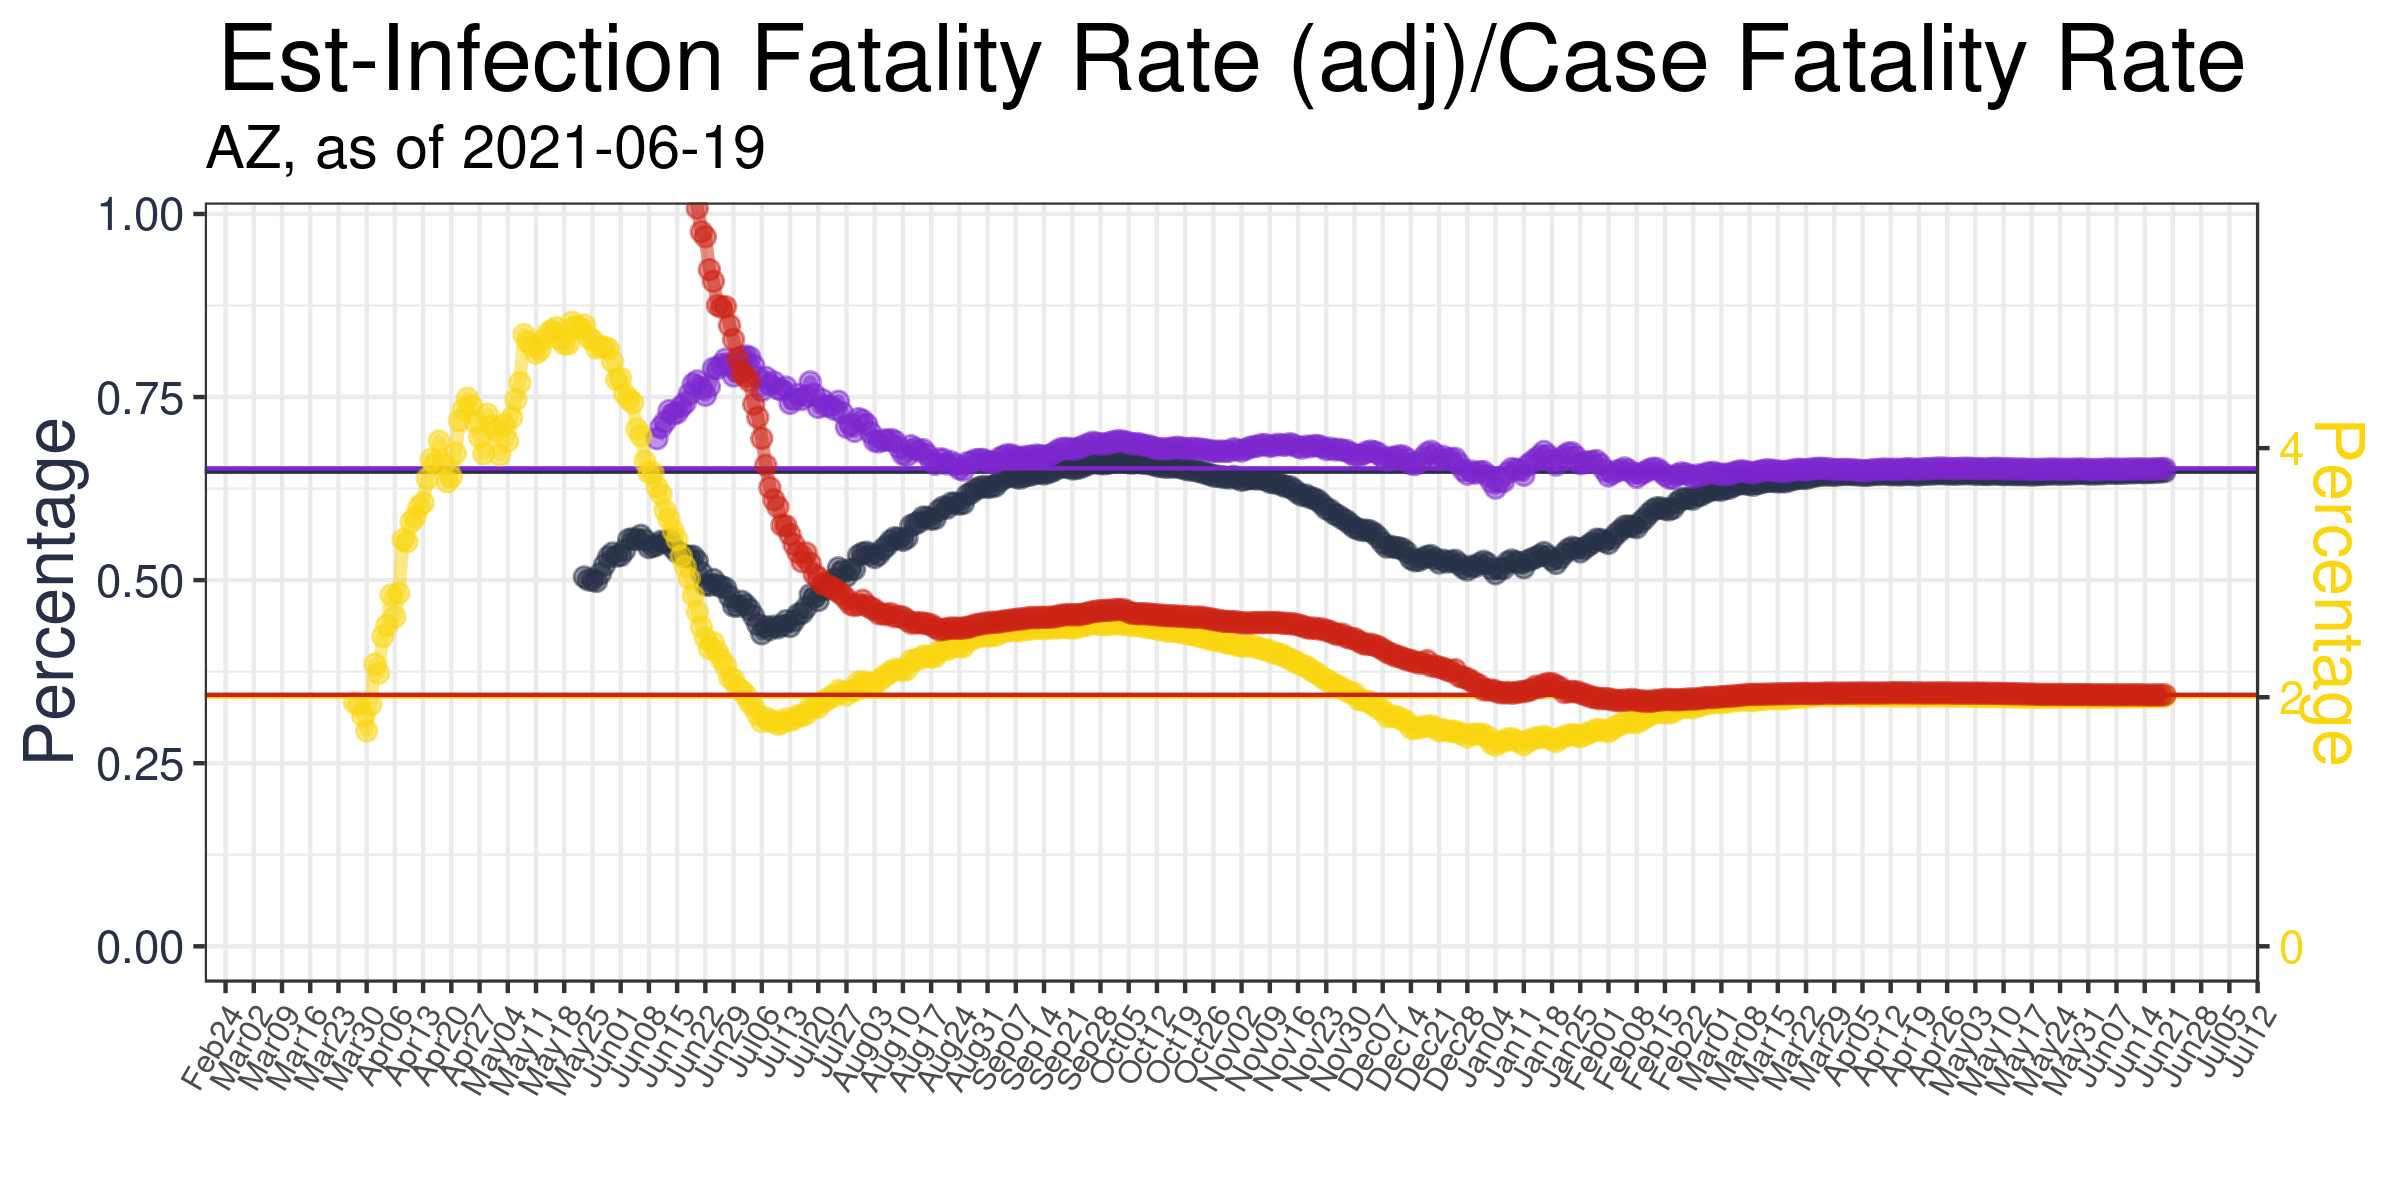 Est-Infection Fatality Rate (adj)/Case Fatality Rate
AZ, as of 2021-06-19
Percentage
1.00
0.75
0.50
0.25
0.00
4
2
0
Percentage
Feb24
Mar02
Mar09
Mar16
Mar23
Mar30
Apr06
Apr13
Apr20
Apr27
May04
May11
May18
May25
Jun01
Jun08
Jun15
Jun22
Jun29
Jul06
Jul13
Jul20
Jul27
Aug03
Aug10
Aug17
Aug24
Aug31
Sep07
Sep14
Sep21
Sep28
Oct05
Oct12
Oct19
Oct26
Nov02
Nov09
Nov16
Nov23
Nov30
Dec07
Dec14
Dec21
Dec28
Jan04
Jan11
Jan18
Jan25
Feb01
Feb08
Feb15
Feb22
Mar01
Mar08
Mar15
Mar22
Mar29
Apr05
Apr12
Apr19
Apr26
May03
May10
May17
May24
May31
Jun07
Jun14
Jun21
Jun28
Jul05
Jul12